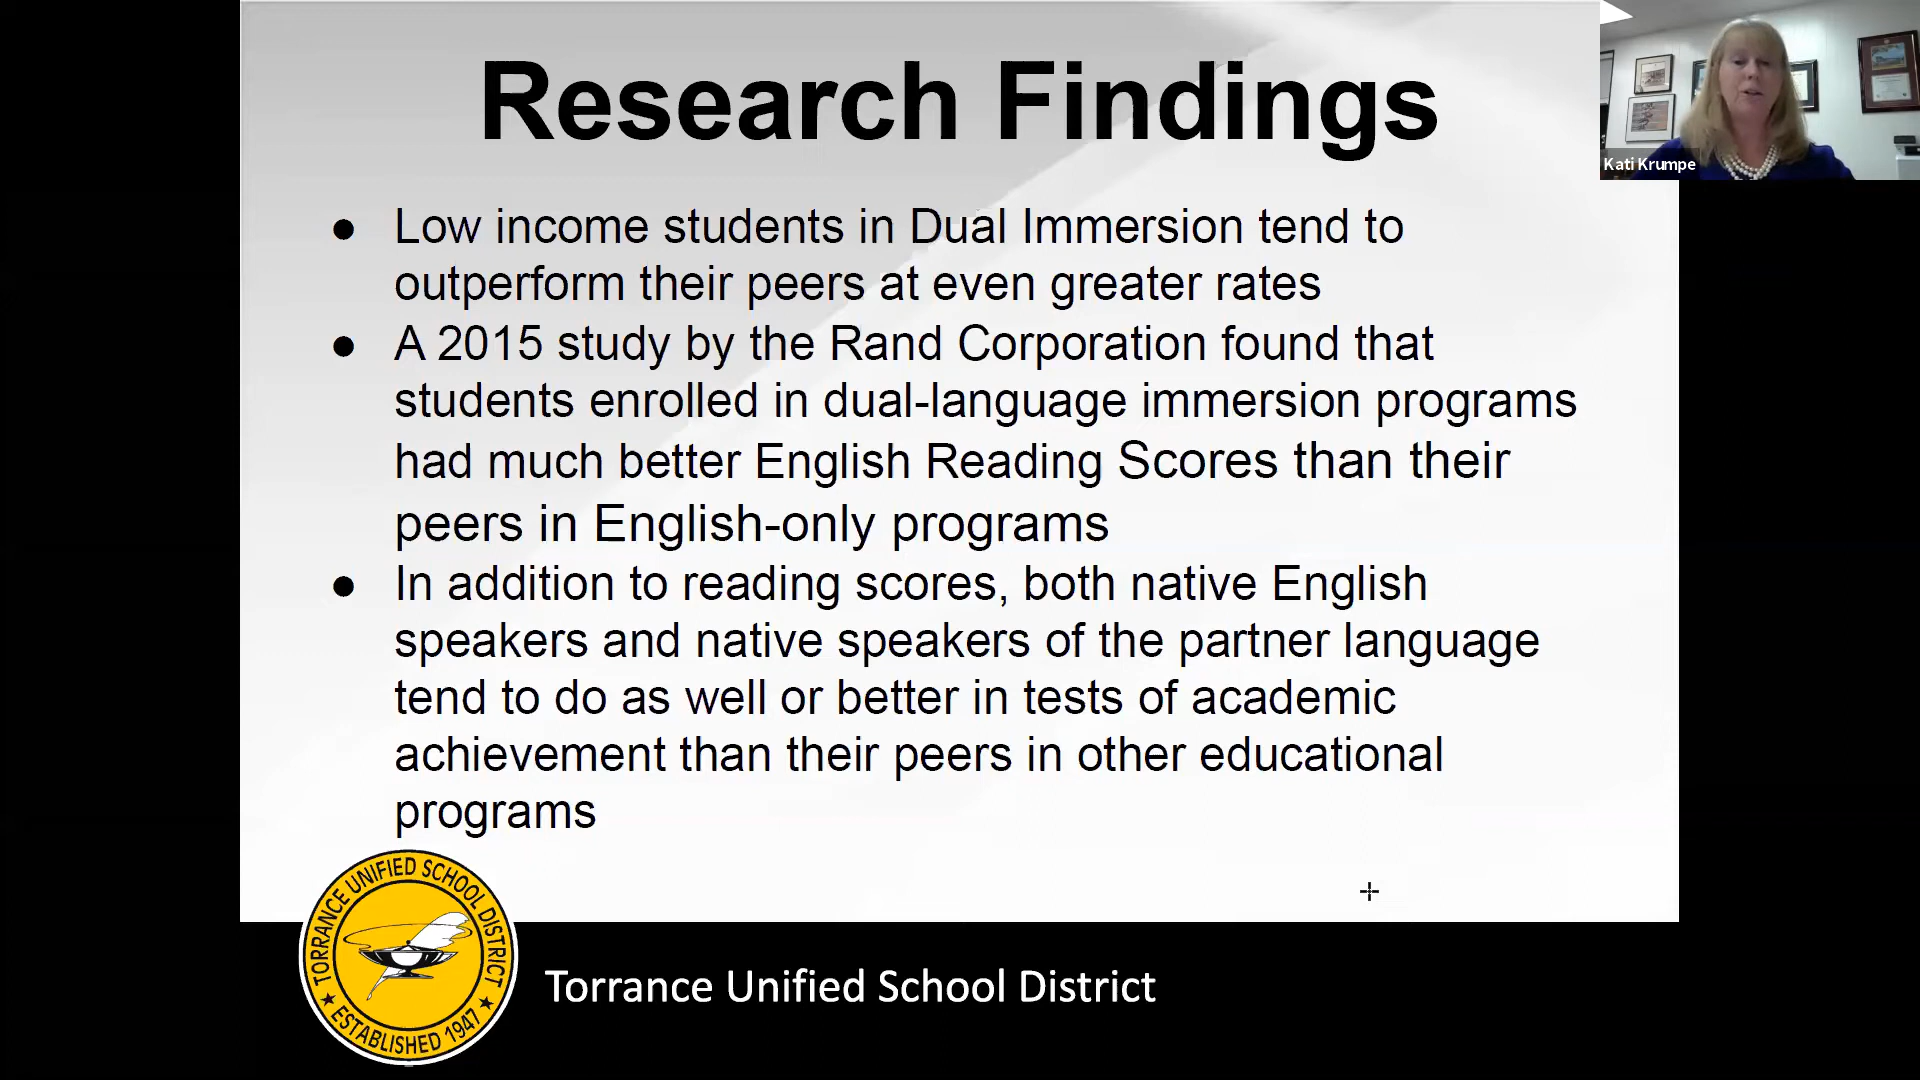 Research Findings
Kati Krumpe
● Low income students in Dual Immersion tend to
outperform their peers at even greater rates
● A 2015 study by the Rand Corporation found that
students enrolled in dual-language immersion programs
had much better English Reading Scores than their
peers in English-only programs
● In addition to reading scores, both native English
speakers and native speakers of the partner language
tend to do as well or better in tests of academic
achievement than their peers in other educational
programs
TORRANCE UNIFIED SCHOOL DISTRICT
★ ESTABLISHED 1947 ★
Torrance Unified School District